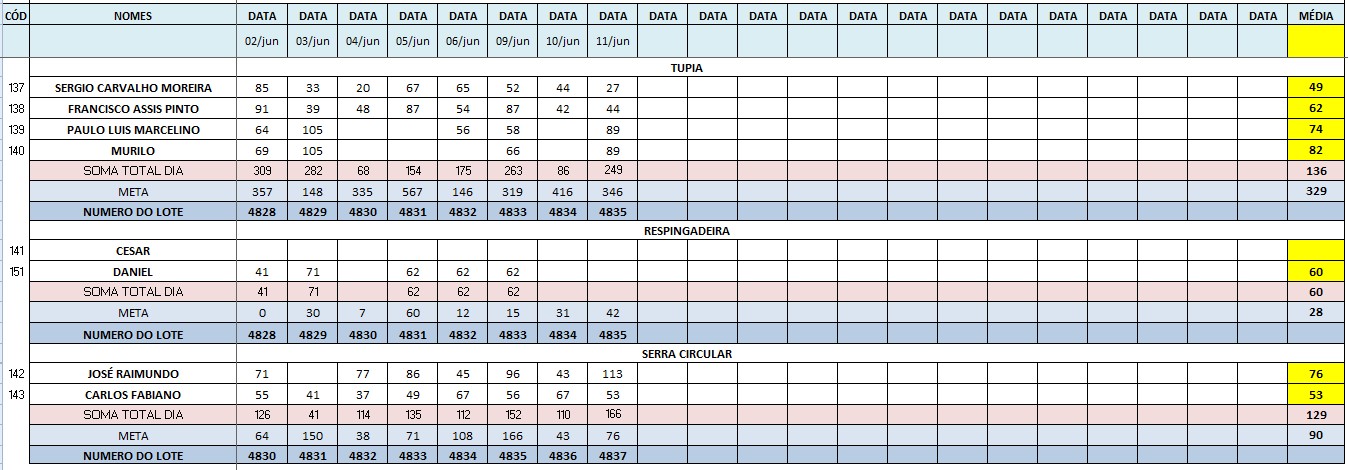 CÓD NOMES DATA DATA DATA DATA DATA DATA DATA DATA DATA DATA DATA DATA DATA DATA DATA DATA DATA DATA DATA DATA DATA MÉDIA
02/jun 03/jun 04/jun 05/jun 06/jun 09/jun 10/jun 11/jun
TUPIA
137 SERGIO CARVALHO MOREIRA 85 33 20 67 65 52 44 27 49
138 FRANCISCO ASSIS PINTO 91 39 48 87 54 87 42 44 62
139 PAULO LUIS MARCELINO 64 105 56 58 89 74
140 MURILO 69 105 66 89 82
SOMA TOTAL DIA 309 282 68 154 175 263 86 249 136
META 357 148 335 567 146 319 416 346 329
NUMERO DO LOTE 4828 4829 4830 4831 4832 4833 4834 4835
RESPINGADEIRA
141 CESAR
151 DANIEL 41 71 62 62 62 60
SOMA TOTAL DIA 41 71 62 62 62 60
META 0 30 7 60 12 15 31 42 28
NUMERO DO LOTE 4828 4829 4830 4831 4832 4833 4834 4835
SERRA CIRCULAR
142 JOSÉ RAIMUNDO 71 77 86 45 96 43 113 76
143 CARLOS FABIANO 55 41 37 49 67 56 67 53 53
SOMA TOTAL DIA 126 41 114 135 112 152 110 166 129
META 64 150 38 71 108 166 43 76 90
NUMERO DO LOTE 4830 4831 4832 4833 4834 4835 4836 4837